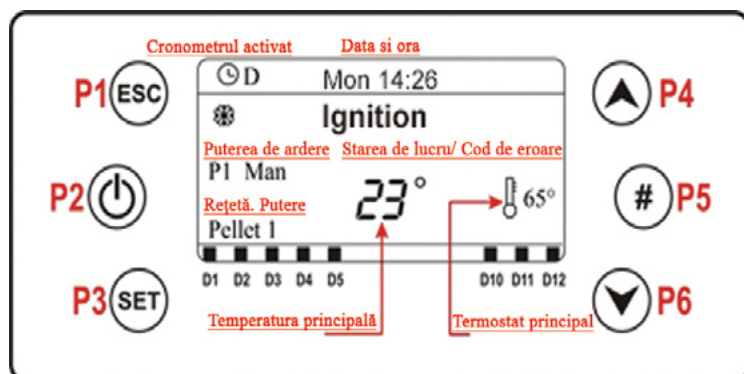 Cronometrul activat Data si ora
P1 ESC D Mon 14:26 P4
Ignition
Puterea de ardere Starea de lucru/ Cod de eroare
P1 Man
P2 23° 65° # P5
Rețetă. Putere
Pellet 1
D1 D2 D3 D4 D5 D10 D11 D12
P3 SET Temperatura principală Termostat principal P6